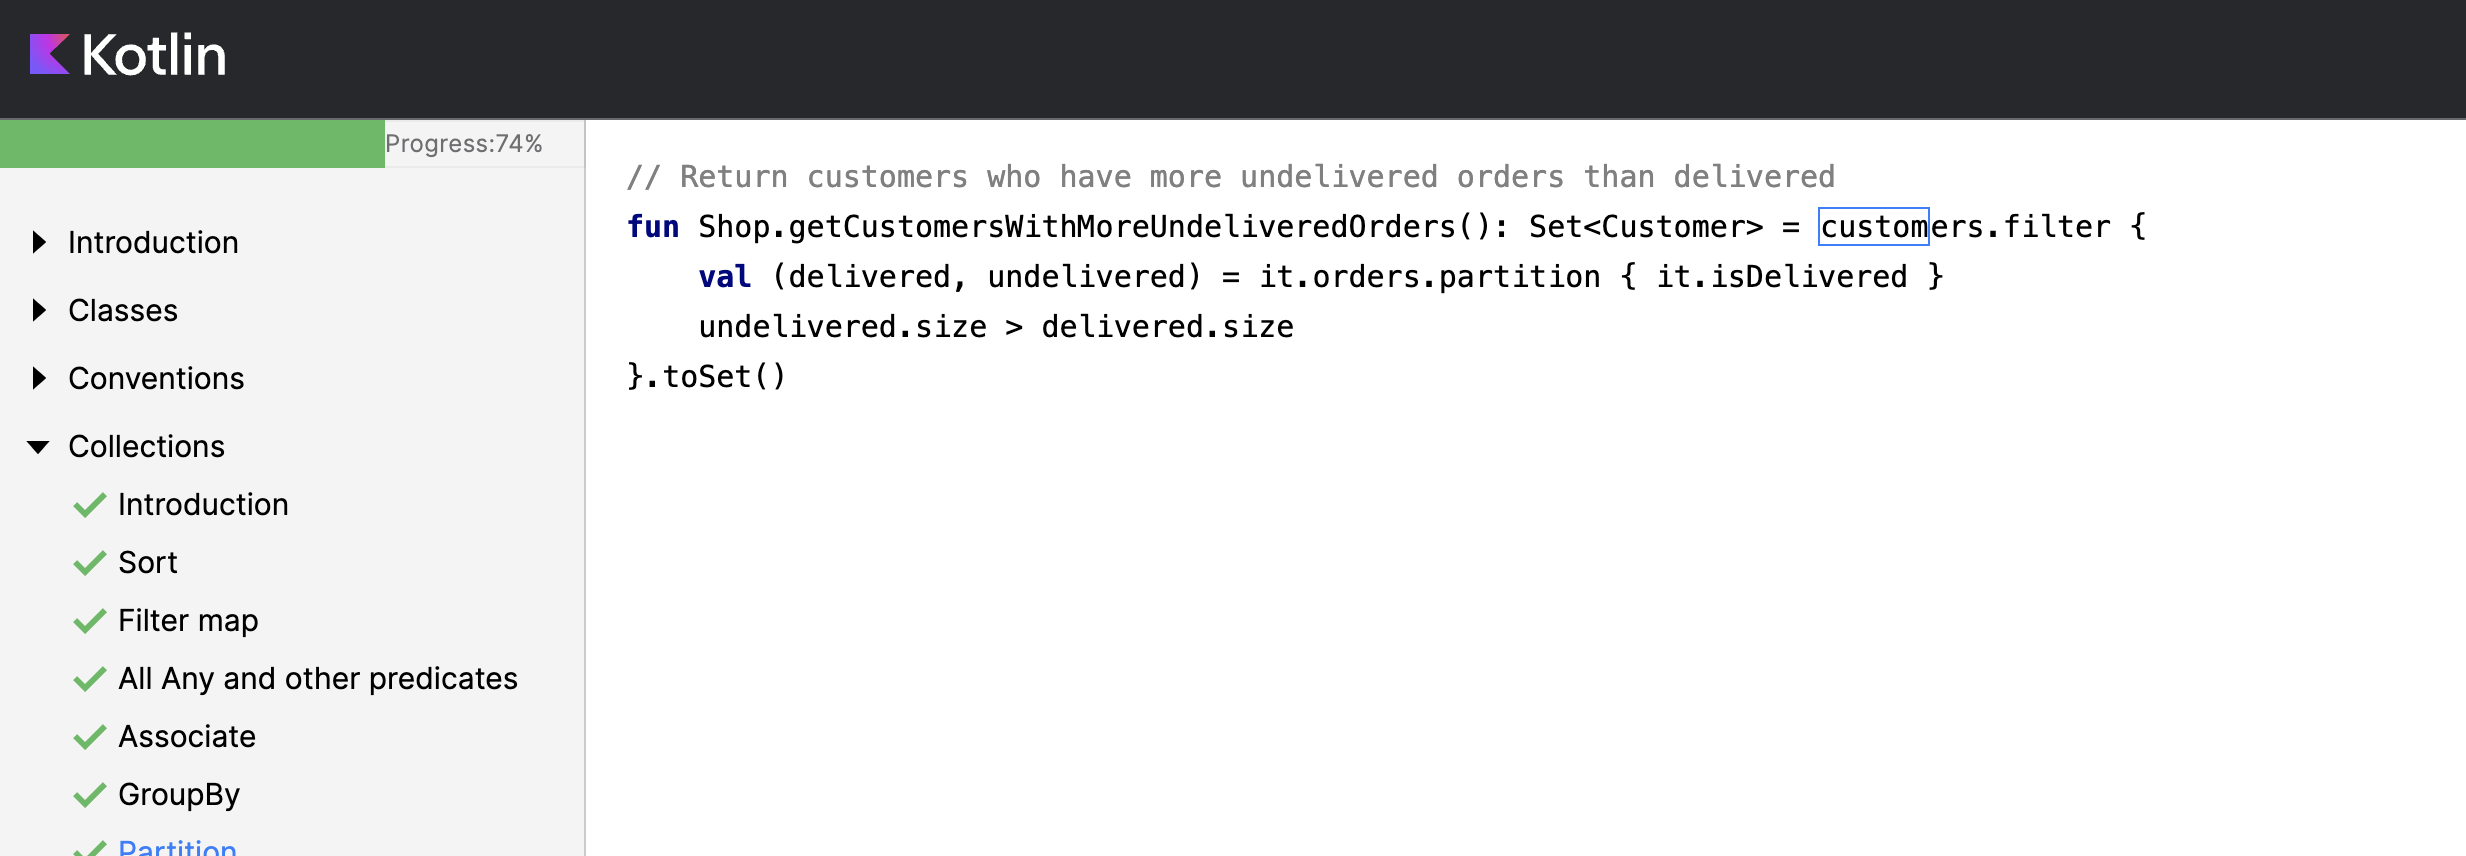 Kotlin
Progress:74%
Introduction
Classes
Conventions
Collections
Introduction
Sort
Filter map
All Any and other predicates
Associate
GroupBy
Partition
// Return customers who have more undelivered orders than delivered
fun Shop.getCustomersWithMoreUndeliveredOrders(): Set<Customer> = customers.filter {
    val (delivered, undelivered) = it.orders.partition { it.isDelivered }
    undelivered.size > delivered.size
}.toSet()